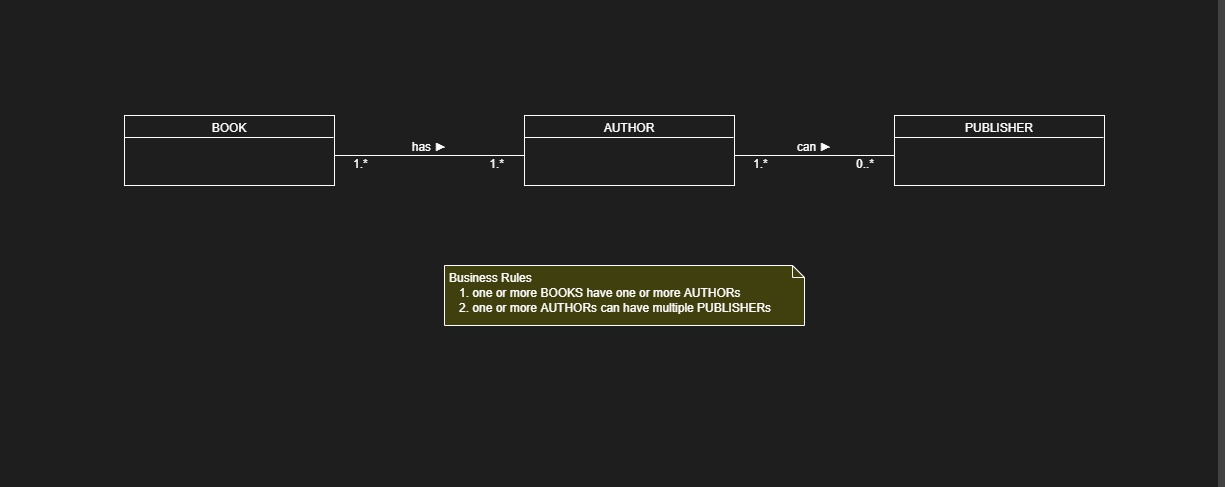 BOOK
AUTHOR
PUBLISHER
has ►
can ►
1.*
1.*
1.*
0..*
Business Rules
1. one or more BOOKS have one or more AUTHORs
2. one or more AUTHORs can have multiple PUBLISHERs